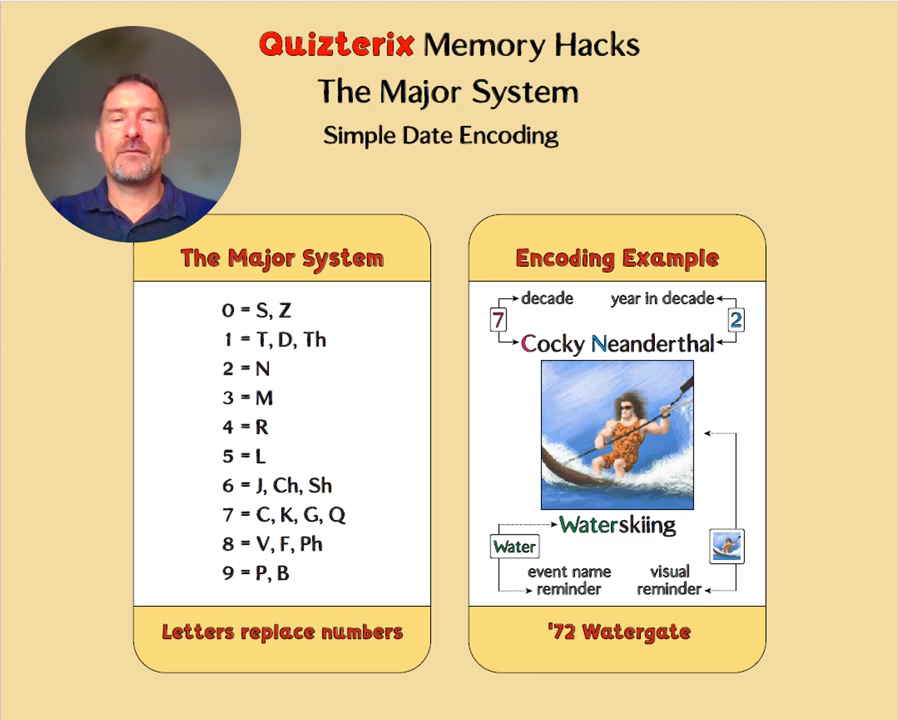 Quizterix Memory Hacks
The Major System
Simple Date Encoding
The Major System
0 = S, Z
1 = T, D, Th
2 = N
3 = M
4 = R
5 = L
6 = J, Ch, Sh
7 = C, K, G, Q
8 = V, F, Ph
9 = P, B
Letters replace numbers
Encoding Example
decade year in decade
7 2
Cocky Neanderthal
Waterskiing
Water
event name visual
reminder reminder
'72 Watergate